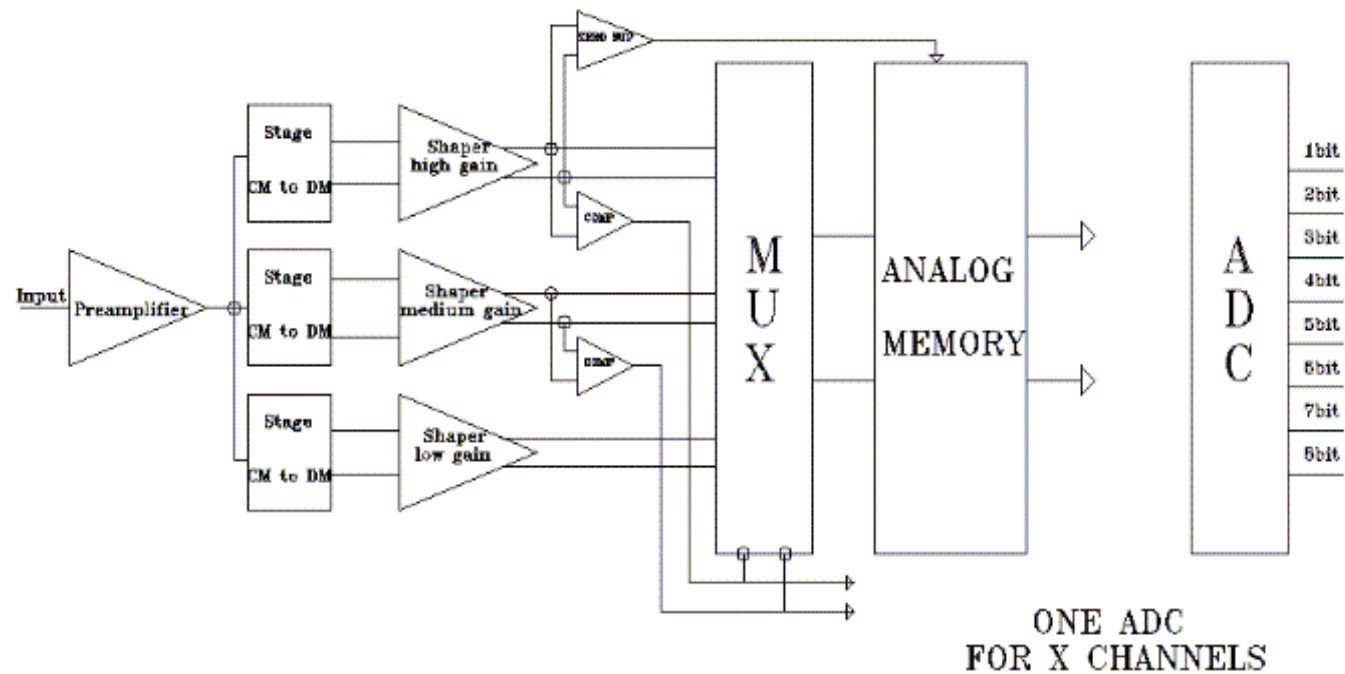 Input
Preamplifier
Stage
CM to DM
Stage
CM to DM
Stage
CM to DM
Shaper
high gain
Shaper
medium gain
Shaper
low gain
COMP
COMP
MUX
ANALOG
MEMORY
ADC
1bit
2bit
3bit
4bit
5bit
6bit
7bit
8bit
ONE ADC
FOR X CHANNELS